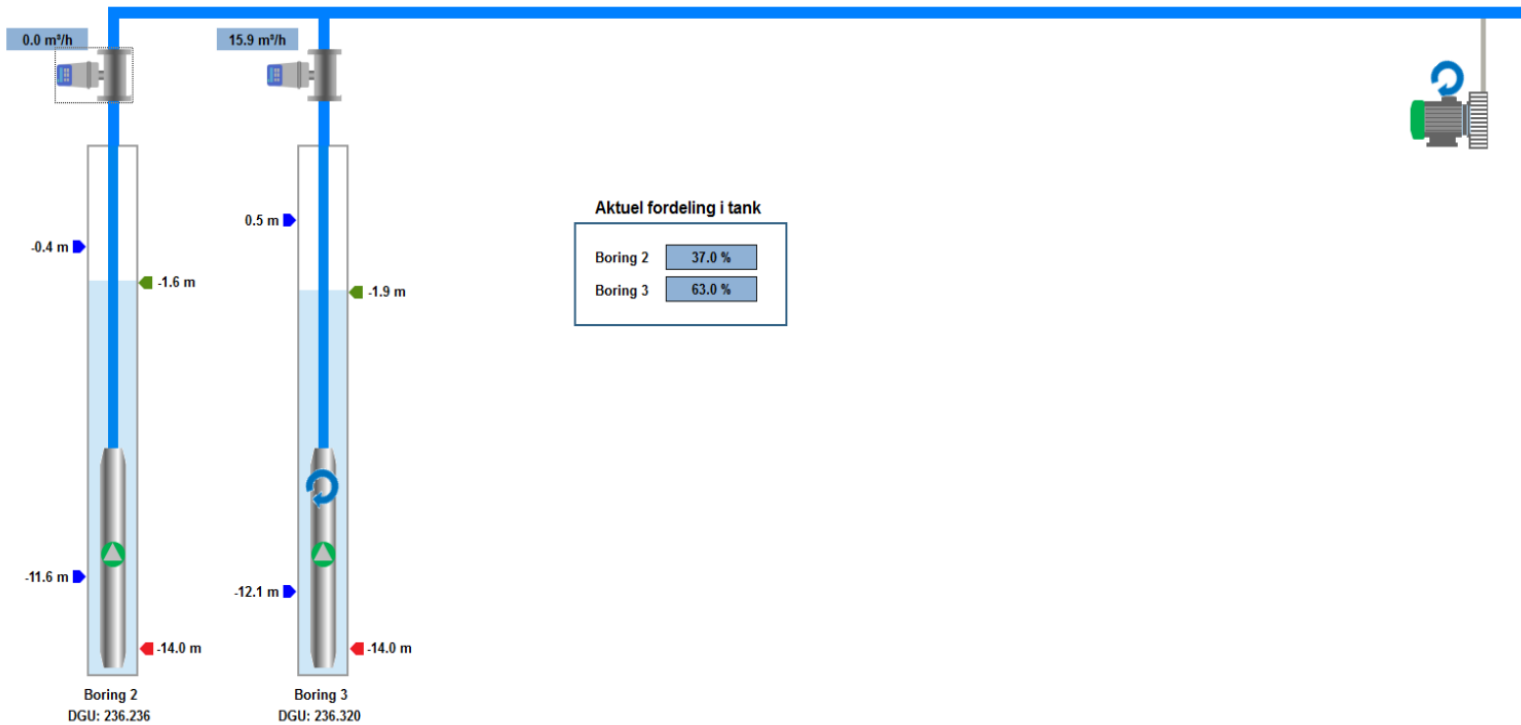 0.0 m³/h
15.9 m³/h
-0.4 m
-1.6 m
0.5 m
-1.9 m
Aktuel fordeling i tank
Boring 2 37.0 %
Boring 3 63.0 %
-11.6 m
-14.0 m
-12.1 m
-14.0 m
Boring 2
DGU: 236.236
Boring 3
DGU: 236.320